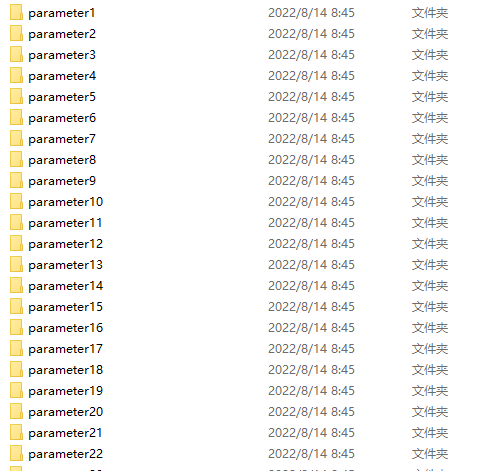 parameter1 2022/8/14 8:45 文件夹
parameter2 2022/8/14 8:45 文件夹
parameter3 2022/8/14 8:45 文件夹
parameter4 2022/8/14 8:45 文件夹
parameter5 2022/8/14 8:45 文件夹
parameter6 2022/8/14 8:45 文件夹
parameter7 2022/8/14 8:45 文件夹
parameter8 2022/8/14 8:45 文件夹
parameter9 2022/8/14 8:45 文件夹
parameter10 2022/8/14 8:45 文件夹
parameter11 2022/8/14 8:45 文件夹
parameter12 2022/8/14 8:45 文件夹
parameter13 2022/8/14 8:45 文件夹
parameter14 2022/8/14 8:45 文件夹
parameter15 2022/8/14 8:45 文件夹
parameter16 2022/8/14 8:45 文件夹
parameter17 2022/8/14 8:45 文件夹
parameter18 2022/8/14 8:45 文件夹
parameter19 2022/8/14 8:45 文件夹
parameter20 2022/8/14 8:45 文件夹
parameter21 2022/8/14 8:45 文件夹
parameter22 2022/8/14 8:45 文件夹